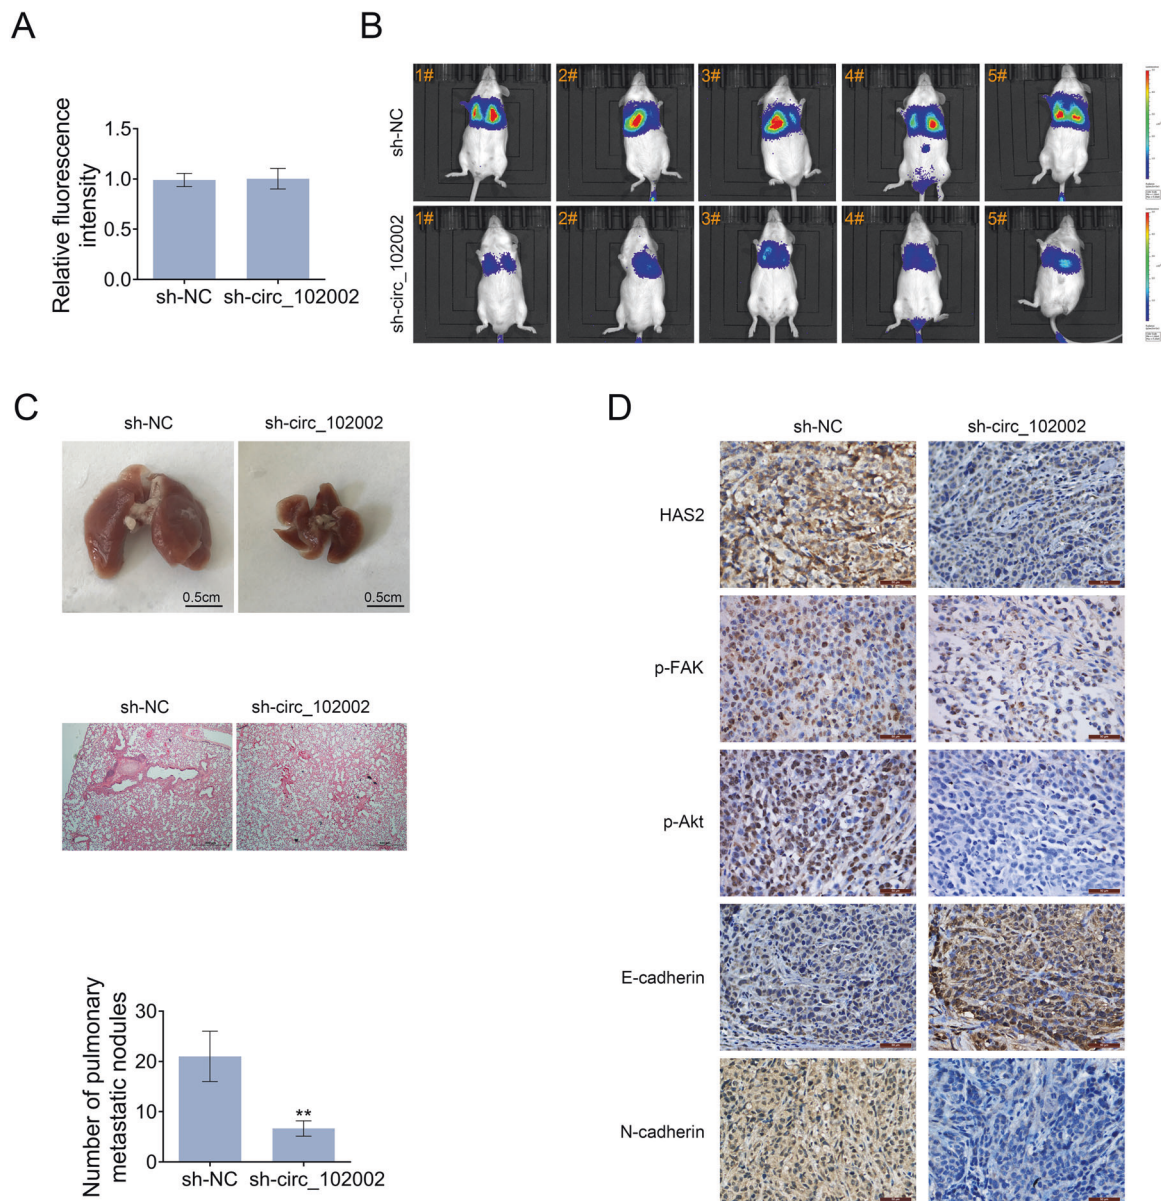 A
Relative fluorescence
intensity
1.5
1.0
0.5
0.0
sh-NC
sh-circ_102002
B
sh-NC
1#
2#
3#
4#
5#
sh-circ_102002
1#
2#
3#
4#
5#
C
sh-NC
sh-circ_102002
0.5cm
0.5cm
sh-NC
sh-circ_102002
Number of pulmonary
metastatic nodules
30
20
10
0
**
sh-NC
sh-circ_102002
D
sh-NC
sh-circ_102002
HAS2
p-FAK
p-Akt
E-cadherin
N-cadherin